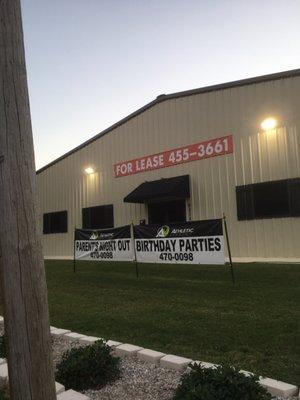 FOR LEASE 455-3661
ATHLETIC
PARENT'S NIGHT OUT
470-0098
ATHLETIC
BIRTHDAY PARTIES
470-0098